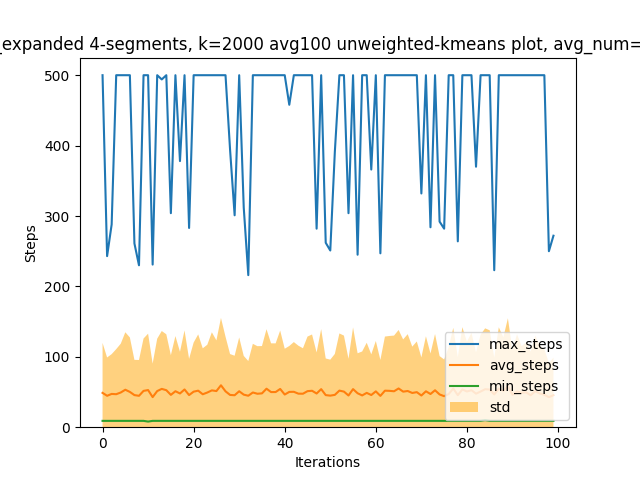 _expanded 4-segments, k=2000 avg100 unweighted-kmeans plot, avg_num=
500
400
300
200
100
0
Steps
max_steps
avg_steps
min_steps
std
0 20 40 60 80 100
Iterations